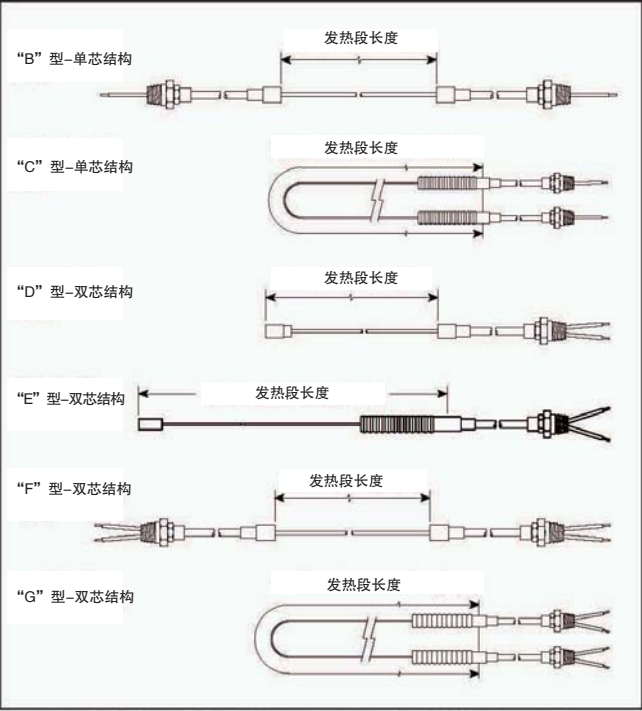 发热段长度
“B”型-单芯结构
发热段长度
“C”型-单芯结构
发热段长度
“D”型-双芯结构
发热段长度
“E”型-双芯结构
发热段长度
“F”型-双芯结构
发热段长度
“G”型-双芯结构